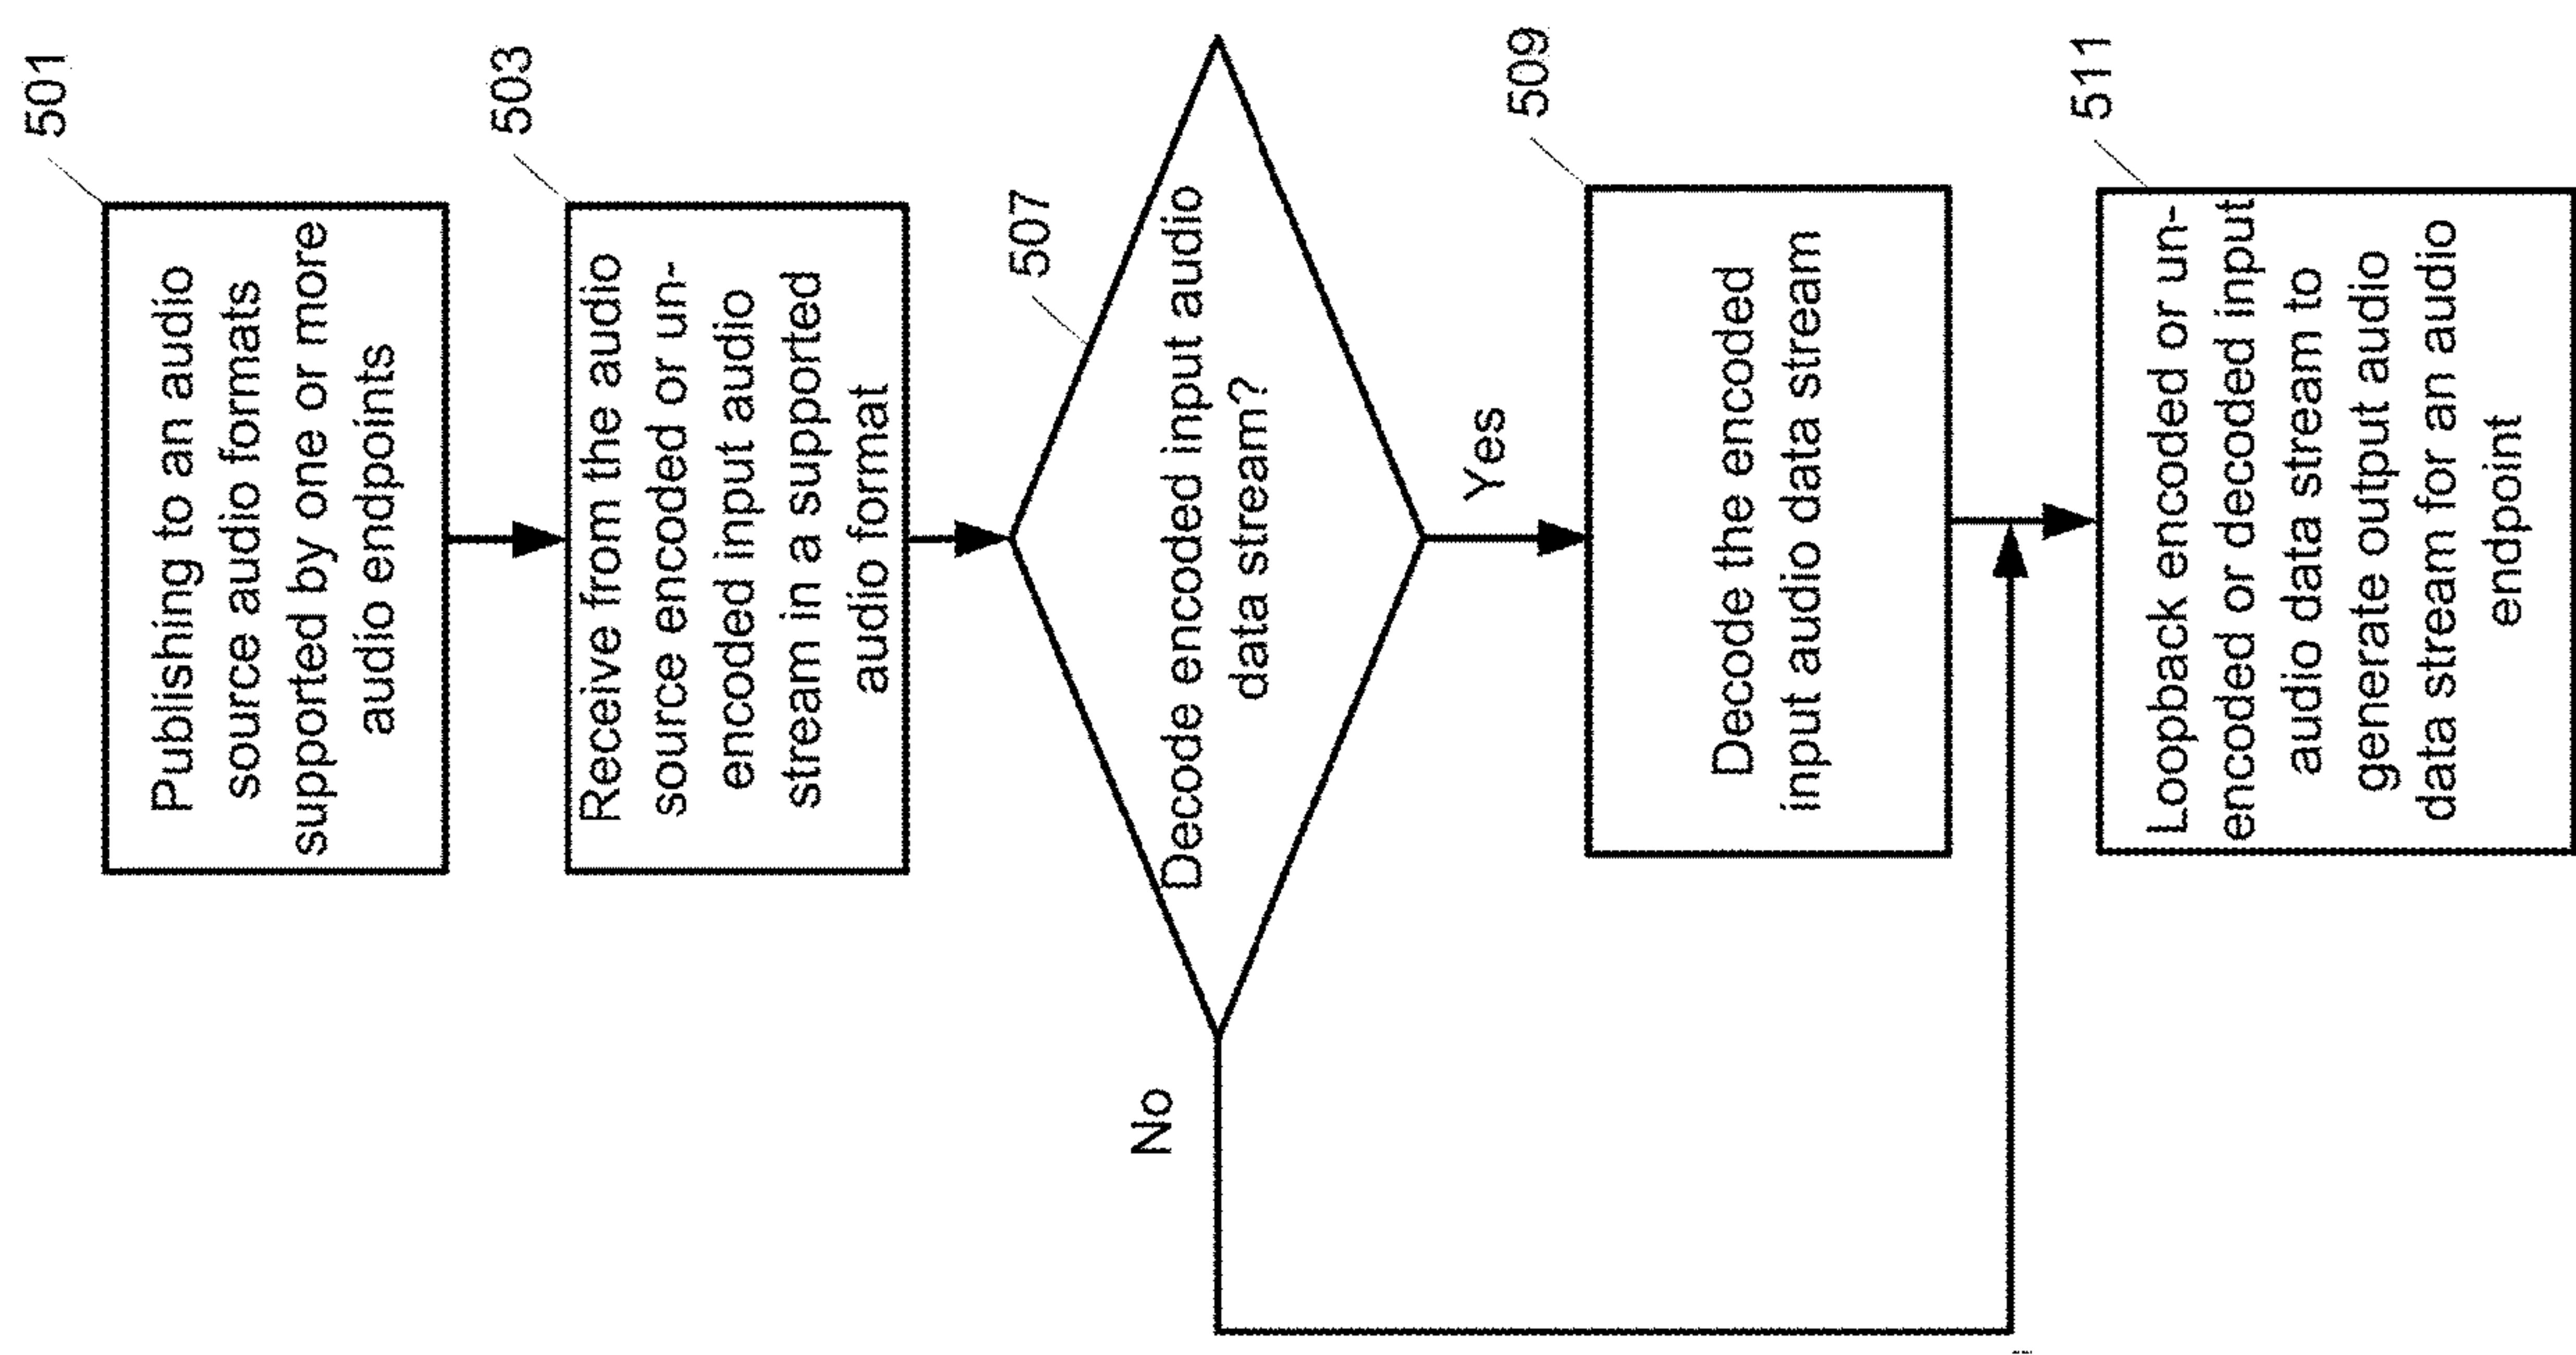 501
Publishing to an audio
source audio formats
supported by one or more
audio endpoints
503
Receive from the audio
source encoded or un-
encoded input audio
stream in a supported
audio format
507
Decode encoded input audio
data stream?
No
Yes
509
Decode the encoded
input audio data stream
511
Loopback encoded or un-
encoded or decoded input
audio data stream to
generate output audio
data stream for an audio
endpoint